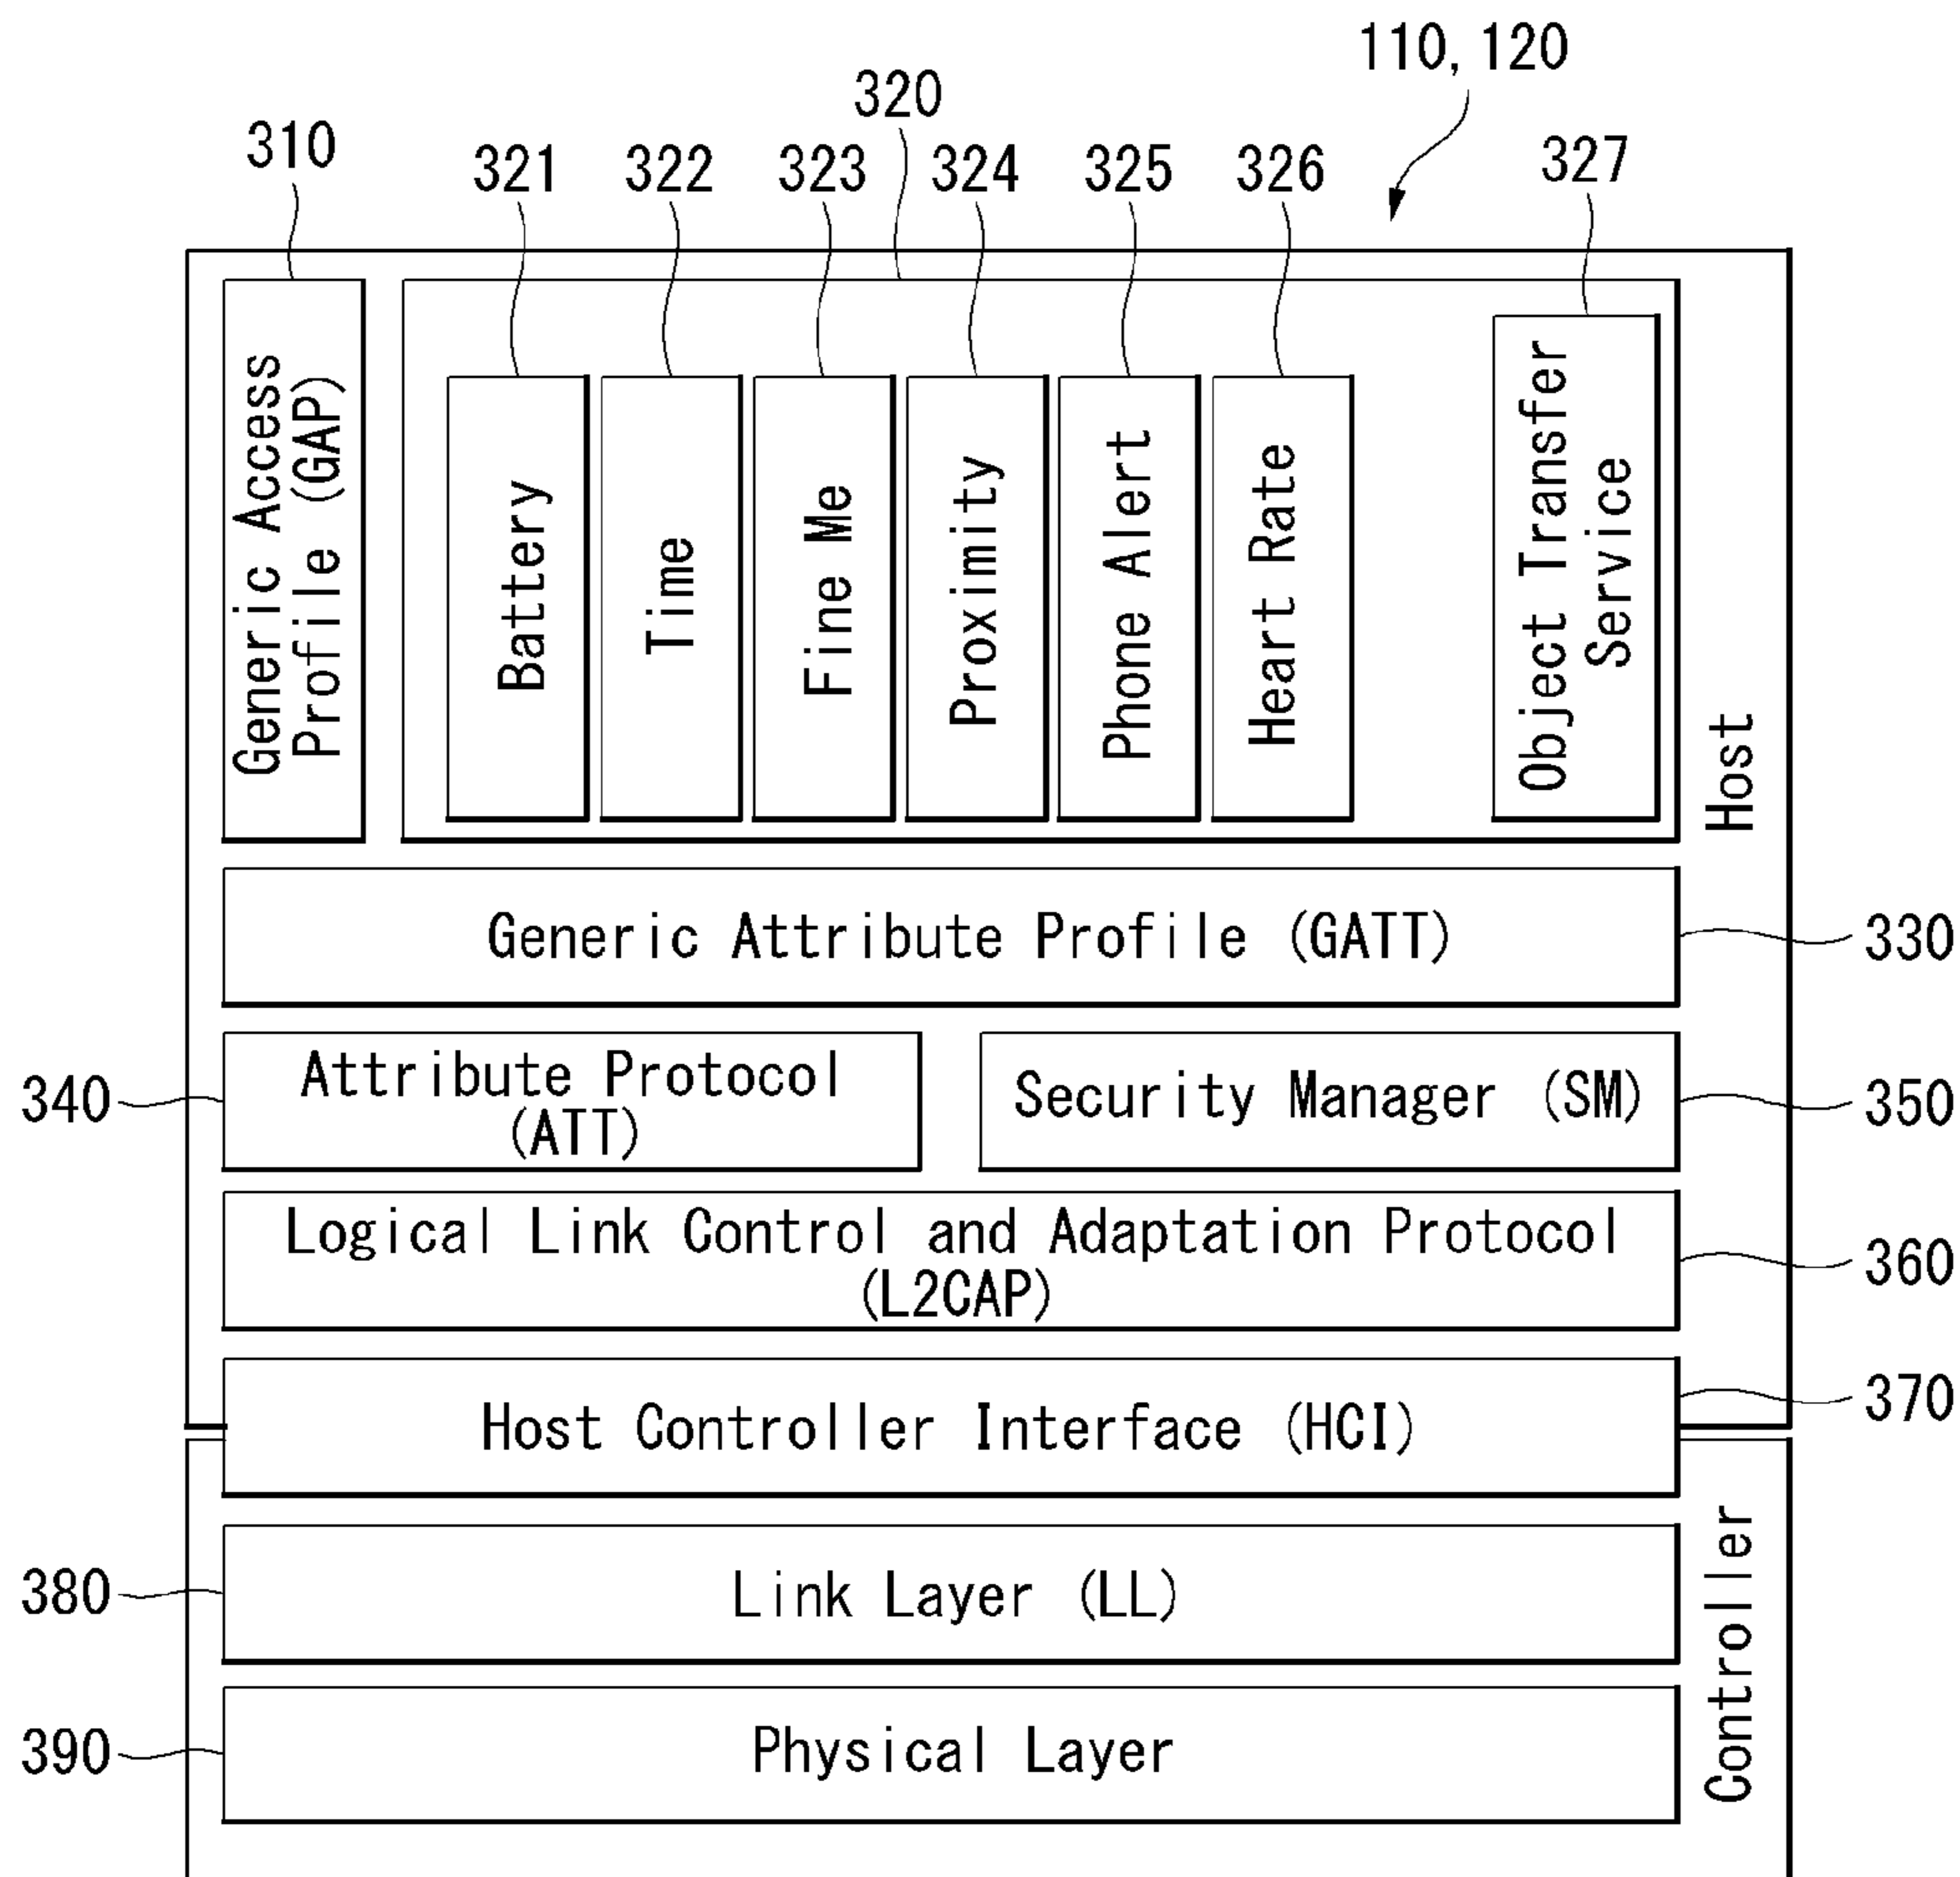 110, 120
320
310
321
322
323
324
325
326
327
Generic Access
Profile (GAP)
Battery
Time
Fine Me
Proximity
Phone Alert
Heart Rate
Object Transfer
Service
Host
Generic Attribute Profile (GATT)
330
340
Attribute Protocol
(ATT)
Security Manager (SM)
350
Logical Link Control and Adaptation Protocol
(L2CAP)
360
Host Controller Interface (HCI)
370
380
Link Layer (LL)
Controller
390
Physical Layer